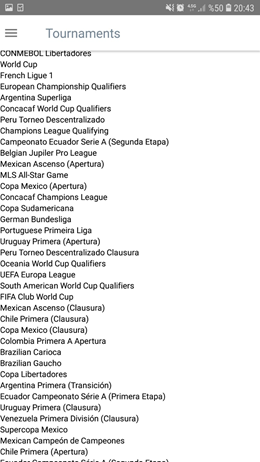 %50 20:43
Tournaments
CONMEBOL Libertadores
World Cup
French Ligue 1
European Championship Qualifiers
Argentina Superliga
Concacaf World Cup Qualifiers
Peru Torneo Descentralizado
Champions League Qualifying
Campeonato Ecuador Serie A (Segunda Etapa)
Belgian Jupiler Pro League
Mexican Ascenso (Apertura)
MLS All-Star Game
Copa Mexico (Apertura)
Concacaf Champions League
Copa Sudamericana
German Bundesliga
Portuguese Primeira Liga
Uruguay Primera (Apertura)
Peru Torneo Descentralizado Clausura
Oceania World Cup Qualifiers
UEFA Europa League
South American World Cup Qualifiers
FIFA Club World Cup
Mexican Ascenso (Clausura)
Chile Primera (Clausura)
Copa Mexico (Clausura)
Colombia Primera A Apertura
Brazilian Carioca
Brazilian Gaucho
Copa Libertadores
Argentina Primera (Transición)
Ecuador Campeonato Série A (Primera Etapa)
Uruguay Primera (Clausura)
Venezuela Primera División (Clausura)
Supercopa Mexico
Mexican Campeón de Campeones
Chile Primera (Apertura)
Ecuador Campeonato Série A (Segunda Etapa)